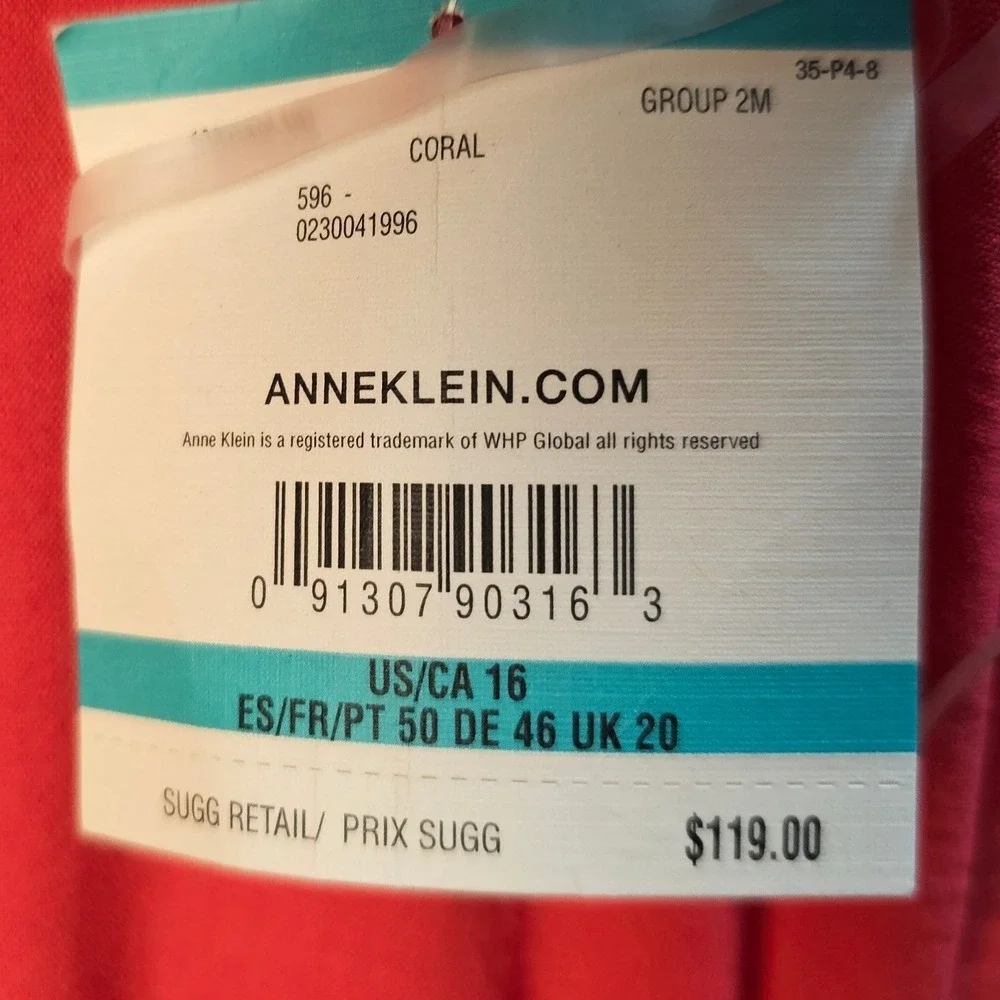 35-P4-8
GROUP 2M
CORAL
596 -
0230041996
ANNEKLEIN.COM
Anne Klein is a registered trademark of WHP Global all rights reserved
0 91307 90316 3
US/CA 16
ES/FR/PT 50 DE 46 UK 20
SUGG RETAIL/ PRIX SUGG $119.00